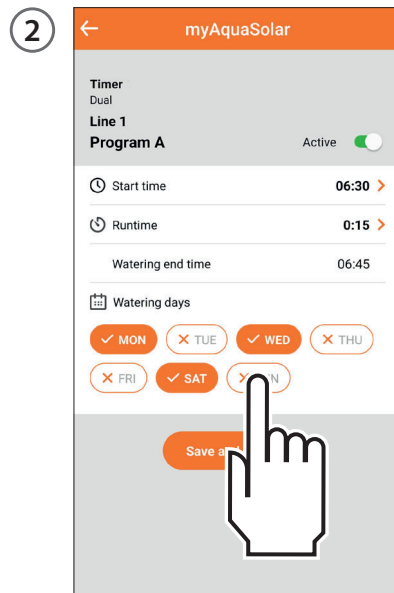 2
myAquaSolar
Timer
Dual
Line 1
Program A Active
Start time 06:30
Runtime 0:15
Watering end time 06:45
Watering days
MON TUE WED THU
FRI SAT
Save